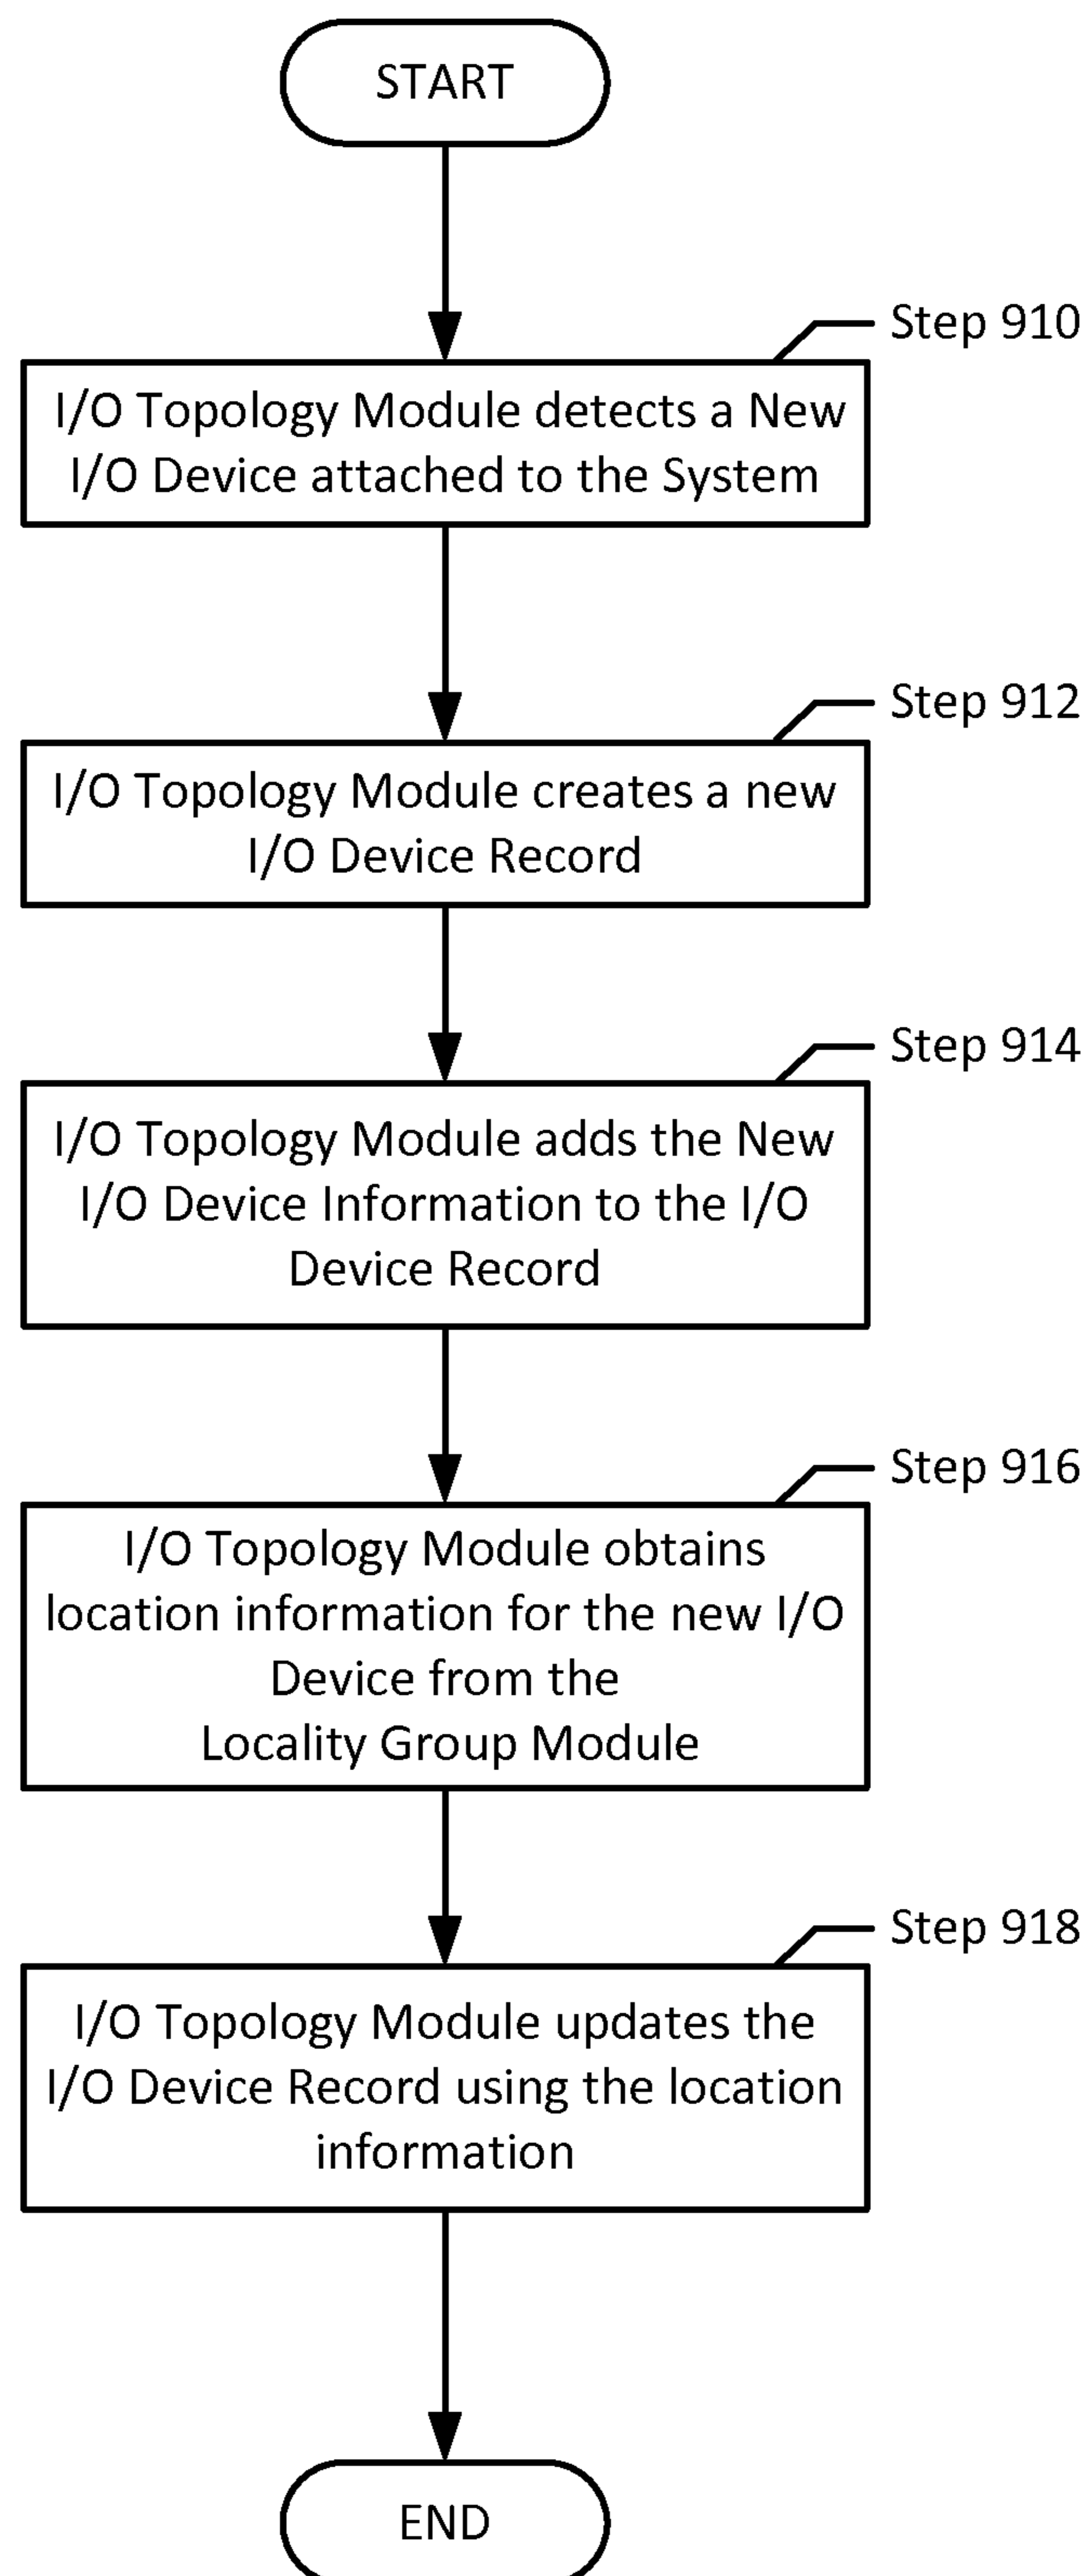 START
Step 910
I/O Topology Module detects a New
I/O Device attached to the System
Step 912
I/O Topology Module creates a new
I/O Device Record
Step 914
I/O Topology Module adds the New
I/O Device Information to the I/O
Device Record
Step 916
I/O Topology Module obtains
location information for the new I/O
Device from the
Locality Group Module
Step 918
I/O Topology Module updates the
I/O Device Record using the location
information
END